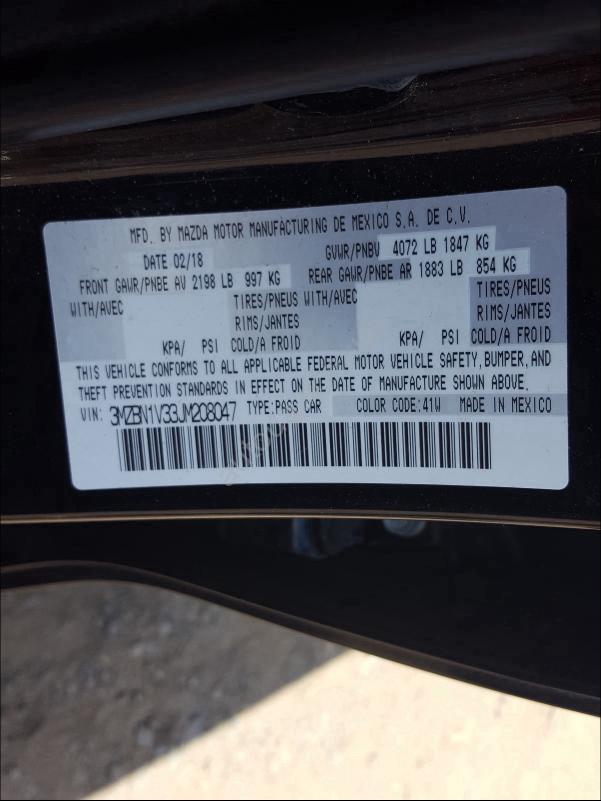 MFD. BY MAZDA MOTOR MANUFACTURING DE MEXICO S.A. DE C.V.
DATE 02/18 GVWR/PNBV 4072 LB 1847 KG
FRONT GAWR/PNBE AV 2198 LB 997 KG REAR GAWR/PNBE AR 1883 LB 854 KG
WITH/AVEC TIRES/PNEUS WITH/AVEC TIRES/PNEUS
RIMS/JANTES RIMS/JANTES
KPA/ PSI COLD/A FROID KPA/ PSI COLD/A FROID
THIS VEHICLE CONFORMS TO ALL APPLICABLE FEDERAL MOTOR VEHICLE SAFETY, BUMPER, AND
THEFT PREVENTION STANDARDS IN EFFECT ON THE DATE OF MANUFACTURE SHOWN ABOVE.
VIN: 3MZBN1V33JM208047 TYPE:PASS CAR COLOR CODE:41W MADE IN MEXICO